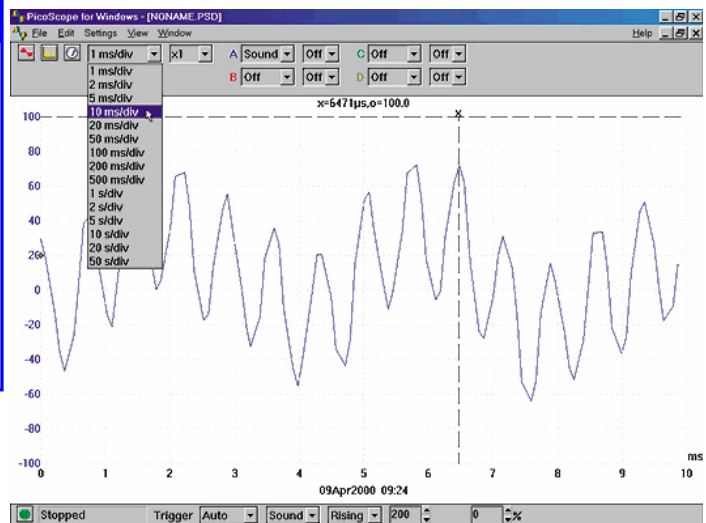 PicoScope for Windows - [NONAME.PSD]
File Edit Settings View Window Help
1 ms/div x1 A Sound Off C Off Off
B Off Off D Off Off
1 ms/div
2 ms/div
5 ms/div
10 ms/div
20 ms/div
50 ms/div
100 ms/div
200 ms/div
500 ms/div
1 s/div
2 s/div
5 s/div
10 s/div
20 s/div
50 s/div
x=6471µs,o=100.0
x
100
80
60
40
20
0
-20
-40
-60
-80
-100
ms
0 1 2 3 4 5 6 7 8 9 10
09Apr2000 09:24
Stopped Trigger Auto Sound Rising 200 0 %